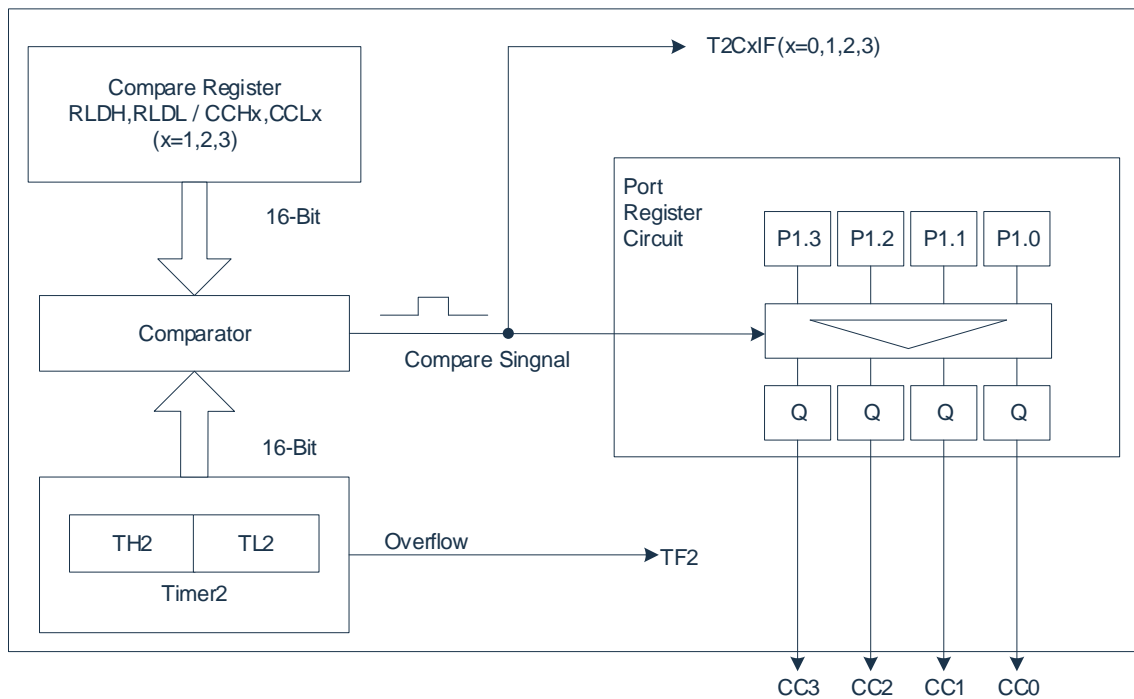 T2CxIF(x=0,1,2,3)
Compare Register
RLDH,RLDL / CCHx,CCLx
(x=1,2,3)
16-Bit
Port
Register
Circuit
P1.3
P1.2
P1.1
P1.0
Comparator
Compare Singnal
Q
Q
Q
Q
16-Bit
TH2
TL2
Timer2
Overflow
TF2
CC3
CC2
CC1
CC0